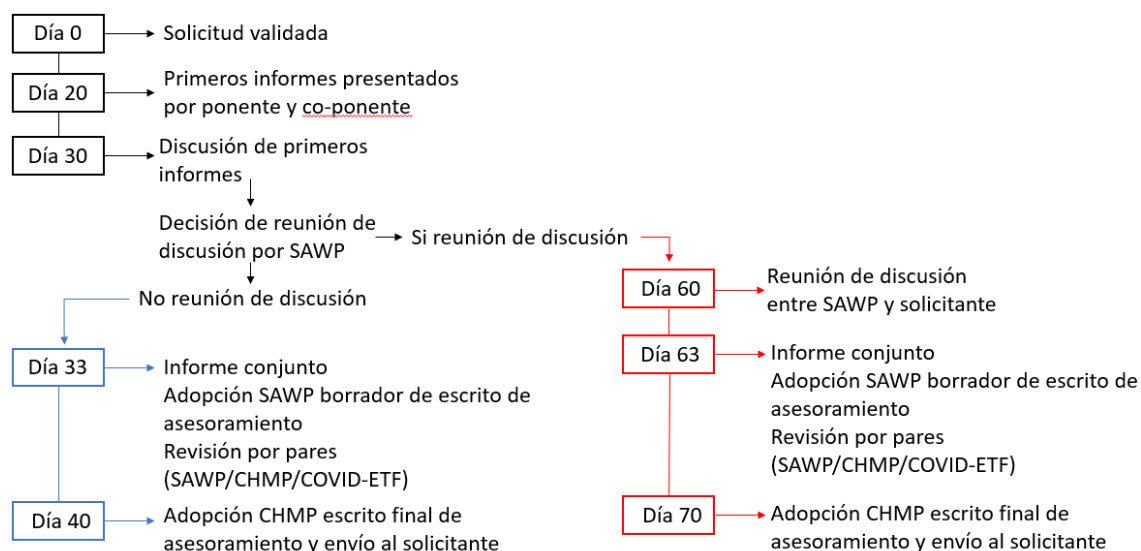 Día 0
Solicitud validada
Día 20
Primeros informes presentados
por ponente y co-ponente
Día 30
Discusión de primeros
informes
Decisión de reunión de
discusión por SAWP
Si reunión de discusión
No reunión de discusión
Día 33
Informe conjunto
Adopción SAWP borrador de escrito de
asesoramiento
Revisión por pares
(SAWP/CHMP/COVID-ETF)
Día 40
Adopción CHMP escrito final de
asesoramiento y envío al solicitante
Día 60
Reunión de discusión
entre SAWP y solicitante
Día 63
Informe conjunto
Adopción SAWP borrador de escrito de
asesoramiento
Revisión por pares
(SAWP/CHMP/COVID-ETF)
Día 70
Adopción CHMP escrito final de
asesoramiento y envío al solicitante